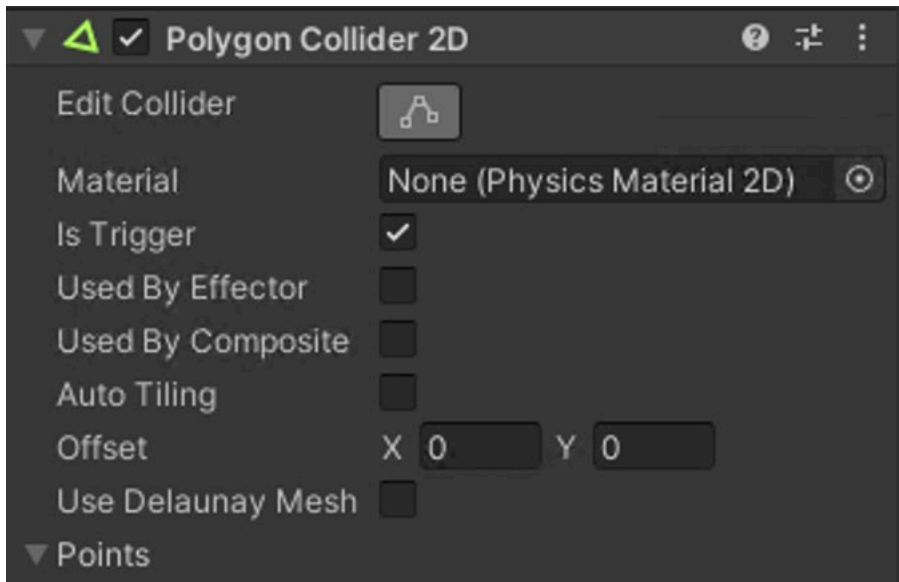 Polygon Collider 2D
Edit Collider
Material None (Physics Material 2D)
Is Trigger
Used By Effector
Used By Composite
Auto Tiling
Offset X 0 Y 0
Use Delaunay Mesh
Points